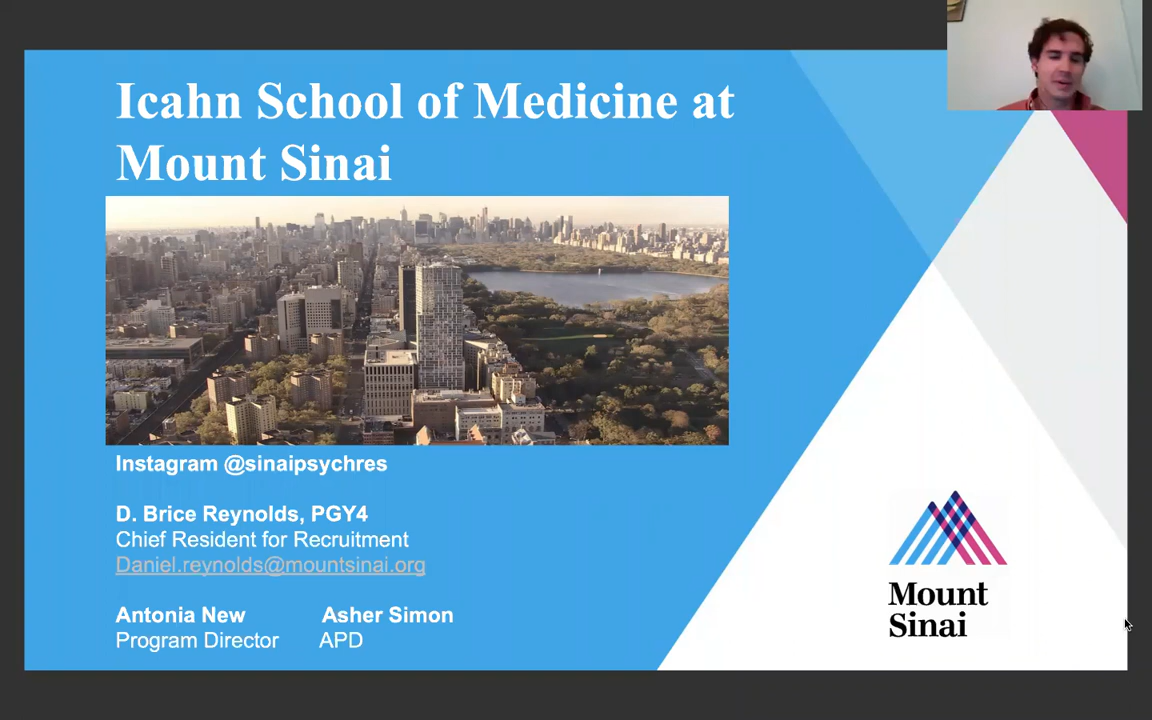 Icahn School of Medicine at
Mount Sinai
Instagram @sinaipsychres
D. Brice Reynolds, PGY4
Chief Resident for Recruitment
Daniel.reynolds@mountsinai.org
Antonia New Asher Simon
Program Director APD
Mount
Sinai